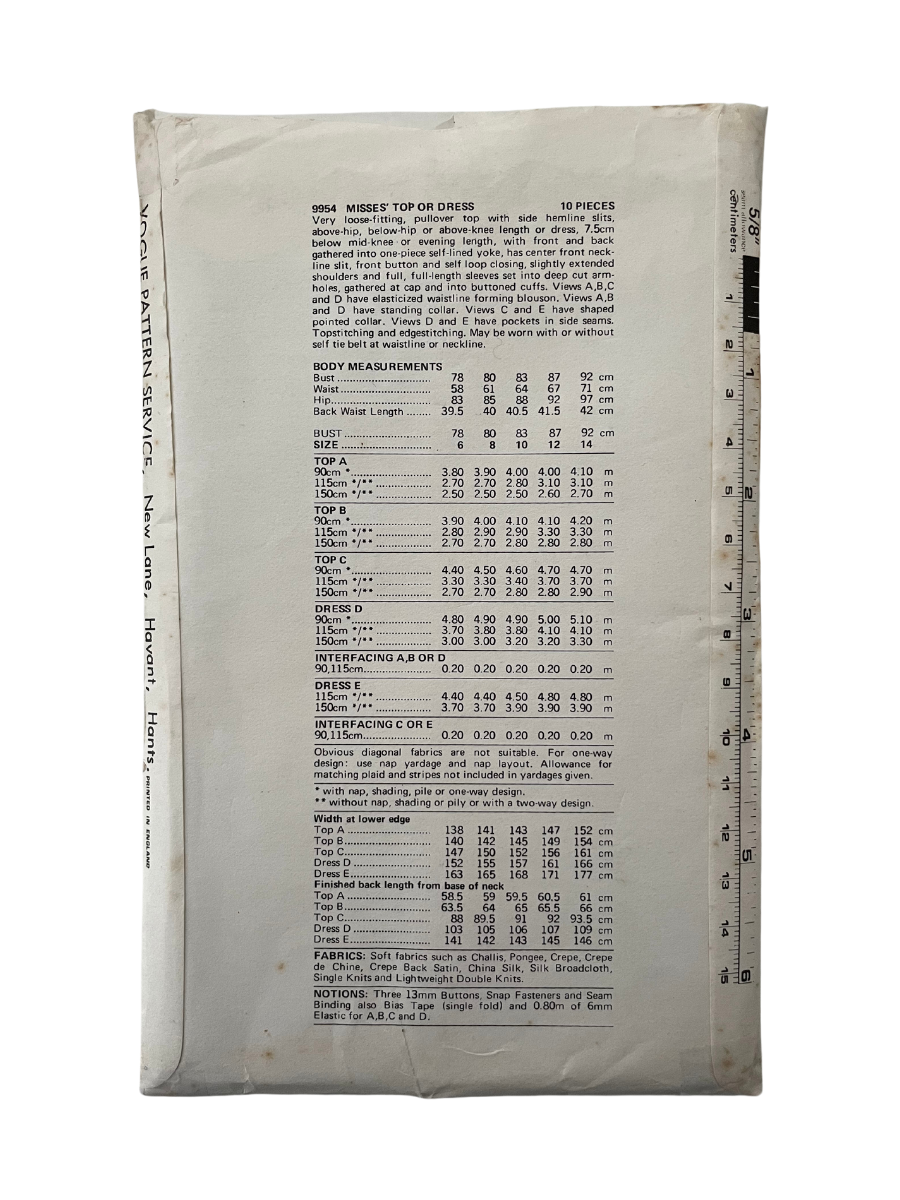 9954 MISSES' TOP OR DRESS 10 PIECES
Very loose-fitting, pullover top with side hemline slits,
above-hip, below-hip or above-knee length or dress, 7.5cm
below mid-knee or evening length, with front and back
gathered into one-piece self-lined yoke, has center front neck-
line slit, front button and self loop closing, slightly extended
shoulders and full, full-length sleeves set into deep cut arm-
holes, gathered at cap and into buttoned cuffs. Views A,B,C
and D have elasticized waistline forming blouson. Views A,B
and D have standing collar. Views C and E have shaped
pointed collar. Views D and E have pockets in side seams.
Topstitching and edgestitching. May be worn with or without
self tie belt at waistline or neckline.
BODY MEASUREMENTS
Bust .............................. 78 80 83 87 92 cm
Waist ............................. 58 61 64 67 71 cm
Hip................................ 83 85 88 92 97 cm
Back Waist Length ........ 39.5 40 40.5 41.5 42 cm
BUST ............................ 78 80 83 87 92 cm
SIZE ............................. 6 8 10 12 14
TOP A
90cm *.......................... 3.80 3.90 4.00 4.00 4.10 m
115cm */** .................. 2.70 2.70 2.80 3.10 3.10 m
150cm */** .................. 2.50 2.50 2.50 2.60 2.70 m
TOP B
90cm *.......................... 3.90 4.00 4.10 4.10 4.20 m
115cm */** .................. 2.80 2.90 2.90 3.30 3.30 m
150cm */** .................. 2.70 2.70 2.80 2.80 2.80 m
TOP C
90cm *.......................... 4.40 4.50 4.60 4.70 4.70 m
115cm */** .................. 3.30 3.30 3.40 3.70 3.70 m
150cm */** .................. 2.70 2.70 2.80 2.80 2.90 m
DRESS D
90cm *.......................... 4.80 4.90 4.90 5.00 5.10 m
115cm */** .................. 3.70 3.80 3.80 4.10 4.10 m
150cm */** .................. 3.00 3.00 3.20 3.20 3.30 m
INTERFACING A,B OR D
90,115cm...................... 0.20 0.20 0.20 0.20 0.20 m
DRESS E
115cm */** .................. 4.40 4.40 4.50 4.80 4.80 m
150cm */** .................. 3.70 3.70 3.90 3.90 3.90 m
INTERFACING C OR E
90,115cm...................... 0.20 0.20 0.20 0.20 0.20 m
Obvious diagonal fabrics are not suitable. For one-way
design: use nap yardage and nap layout. Allowance for
matching plaid and stripes not included in yardages given.
* with nap, shading, pile or one-way design.
** without nap, shading or pily or with a two-way design.
Width at lower edge
Top A ........................... 138 141 143 147 152 cm
Top B............................ 140 142 145 149 154 cm
Top C............................ 147 150 152 156 161 cm
Dress D ......................... 152 155 157 161 166 cm
Dress E.......................... 163 165 168 171 177 cm
Finished back length from base of neck
Top A ........................... 58.5 59 59.5 60.5 61 cm
Top B............................ 63.5 64 65 65.5 66 cm
Top C............................ 88 89.5 91 92 93.5 cm
Dress D ......................... 103 105 106 107 109 cm
Dress E.......................... 141 142 143 145 146 cm
FABRICS: Soft fabrics such as Challis, Pongee, Crepe, Crepe
de Chine, Crepe Back Satin, China Silk, Silk Broadcloth,
Single Knits and Lightweight Double Knits.
NOTIONS: Three 13mm Buttons, Snap Fasteners and Seam
Binding also Bias Tape (single fold) and 0.80m of 6mm
Elastic for A,B,C and D.
VOGUE PATTERN SERVICE, New Lane, Havant, Hants. PRINTED IN ENGLAND
5/8"
seam allowance
centimeters
1 2 3 4 5 6 7 8 9 10 11 12 13 14 15
1 2 3 4 5 6